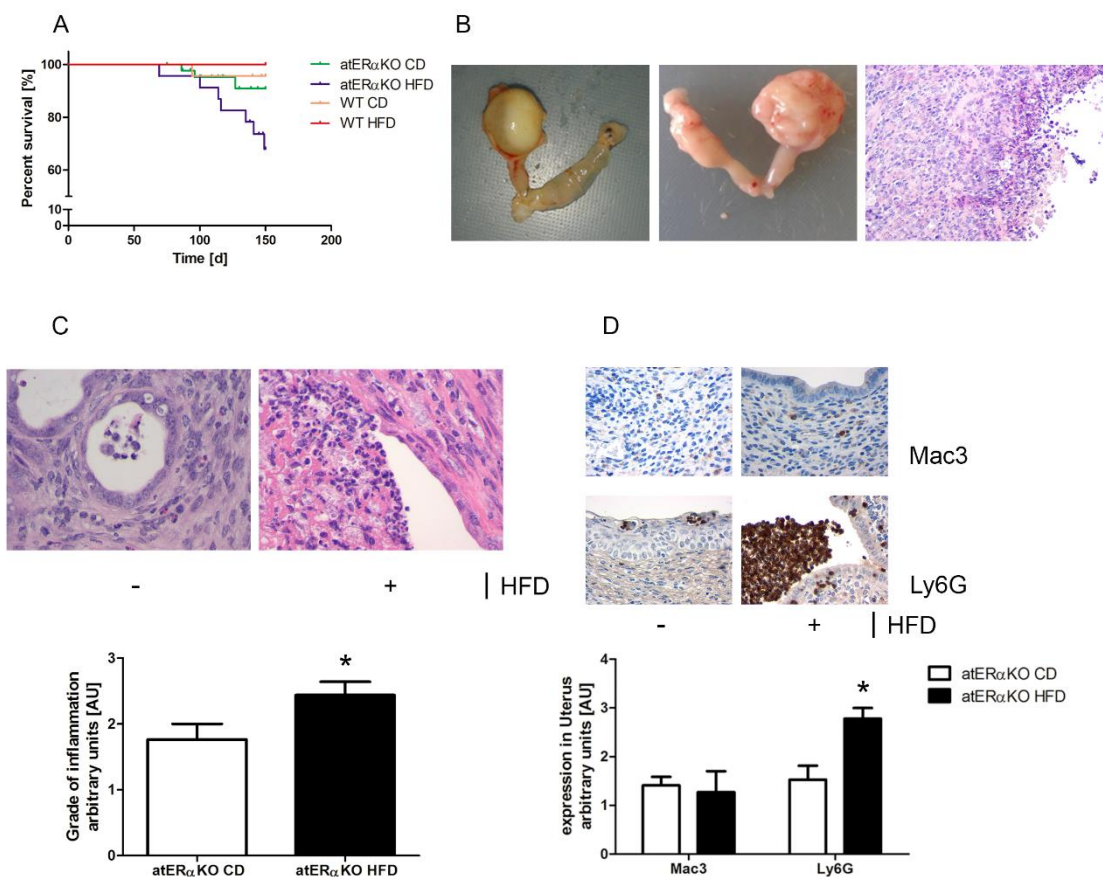 A
Percent survival [%]
100
80
60
10
0
0 50 100 150 200
Time [d]
atERαKO CD
atERαKO HFD
WT CD
WT HFD
B
C
- + | HFD
Grade of inflammation
arbitrary units [AU]
3
2
1
0
*
atERαKO CD atERαKO HFD
D
Mac3
Ly6G
- + | HFD
expression in Uterus
arbitrary units [AU]
4
3
2
1
0
*
Mac3 Ly6G
atERαKO CD
atERαKO HFD